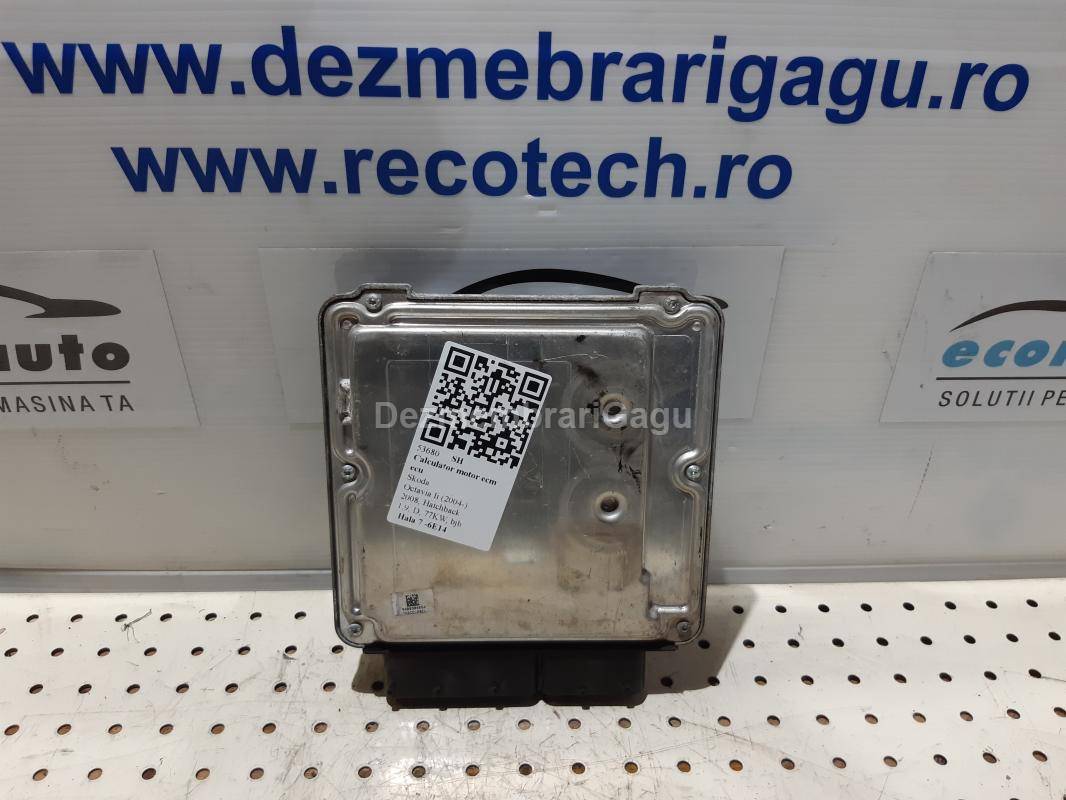 www.dezmebrarigagu.ro
www.recotech.ro
auto
MASINA TA
econ
SOLUTII PE
DezmembrariGagu
53680 SH
Calculator motor ecm
ecu
Skoda
Octavia Ii (2004-)
2008, Hatchback
1.9, D, 77KW, bjb
Hala 7 -6E14